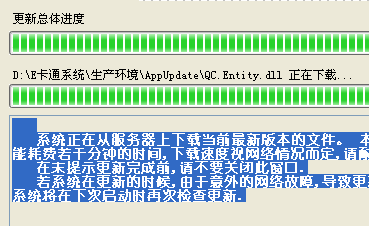 更新总体进度
D:\E卡通系统\生产环境\AppUpdate\QC.Entity.dll 正在下载...
系统正在从服务器上下载当前最新版本的文件。 本
能耗费若干分钟的时间,下载速度视网络情况而定,请
在未提示更新完成前,请不要关闭此窗口.
若系统在更新的时候,由于意外的网络故障,导致更
系统将在下次启动时再次检查更新.